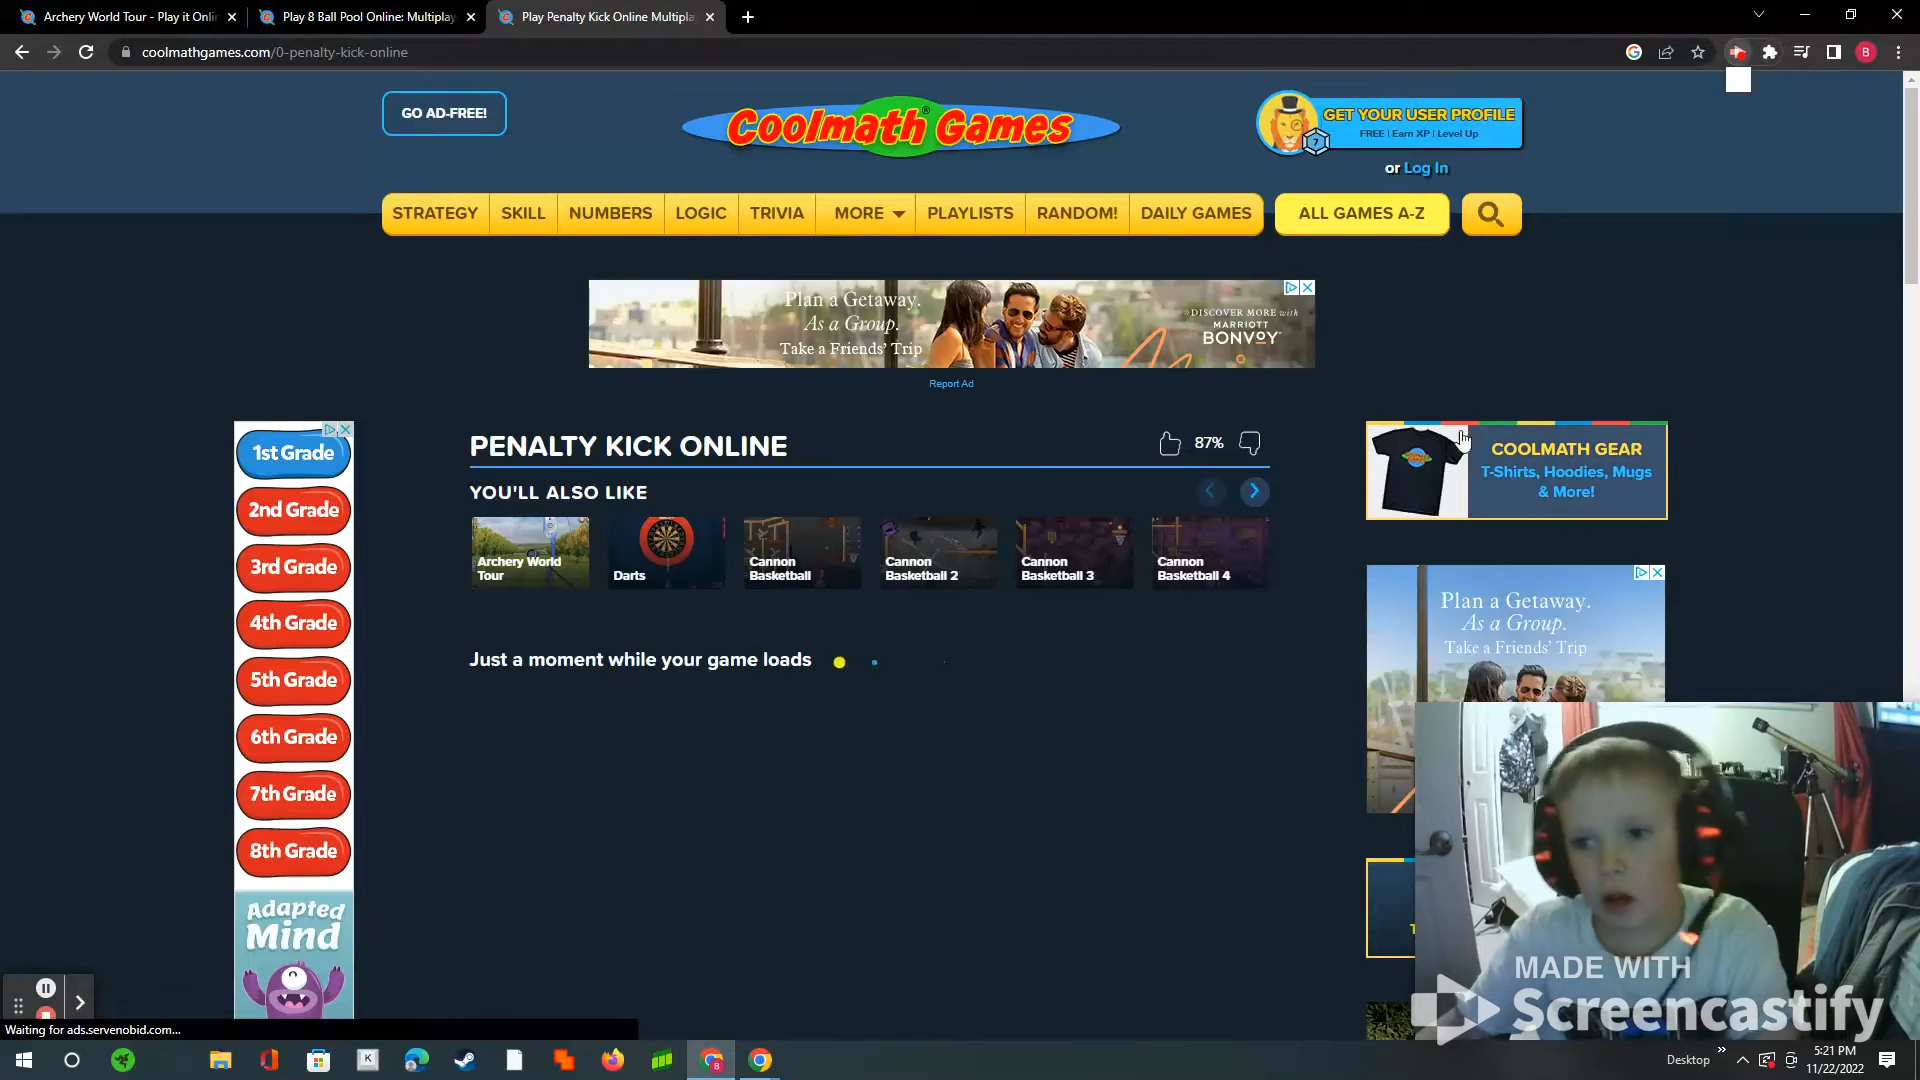 Archery World Tour - Play it Onli
Play 8 Ball Pool Online: Multiplay
Play Penalty Kick Online Multipla
coolmathgames.com/0-penalty-kick-online
B
GO AD-FREE!
Coolmath Games
GET YOUR USER PROFILE
FREE | Earn XP | Level Up
7
or Log In
STRATEGY
SKILL
NUMBERS
LOGIC
TRIVIA
MORE
PLAYLISTS
RANDOM!
DAILY GAMES
ALL GAMES A-Z
Plan a Getaway.
As a Group.
Take a Friends' Trip
DISCOVER MORE with
MARRIOTT
BONVOY
Report Ad
1st Grade
2nd Grade
3rd Grade
4th Grade
5th Grade
6th Grade
7th Grade
8th Grade
Adapted
Mind
PENALTY KICK ONLINE
87%
YOU'LL ALSO LIKE
Archery World
Tour
Darts
Cannon
Basketball
Cannon
Basketball 2
Cannon
Basketball 3
Cannon
Basketball 4
Just a moment while your game loads
COOLMATH GEAR
T-Shirts, Hoodies, Mugs
& More!
Plan a Getaway.
As a Group.
Take a Friends' Trip
T
MADE WITH
Screencastify
Waiting for ads.servenobid.com...
K
B
Desktop
5:21 PM
11/22/2022